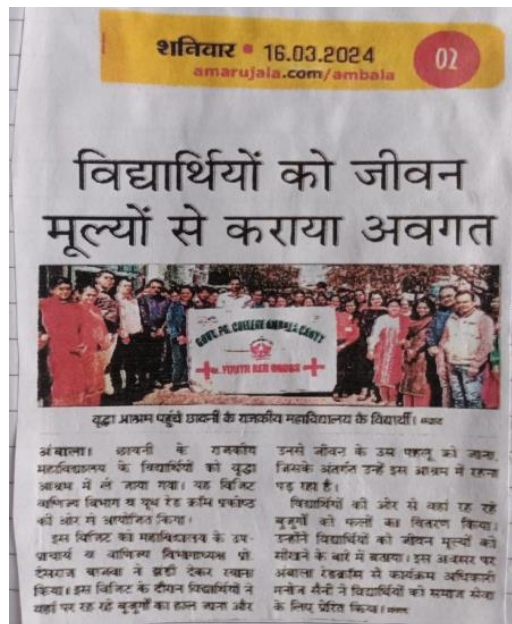 शनिवार • 16.03.2024
02
amarujala.com/ambala
विद्यार्थियों को जीवन
मूल्यों से कराया अवगत
GOVT. PG. COLLEGE AMBALA CANTT
YOUTH RED CROSS
वृद्धा आश्रम पहुंचे छावनी के राजकीय महाविद्यालय के विद्यार्थी। संवाद
अंबाला। छावनी के राजकीय
महाविद्यालय के विद्यार्थियों को वृद्धा
आश्रम में ले जाया गया। यह विजिट
वाणिज्य विभाग व यूथ रेड क्रॉस प्रकोष्ठ
की ओर से आयोजित किया।
इस विजिट को महाविद्यालय के उप-
प्राचार्य व वाणिज्य विभागाध्यक्ष प्रो.
देसराज बाजवा ने झंडी देकर रवाना
किया। इस विजिट के दौरान विद्यार्थियों ने
वहां पर रह रहे बुजुर्गों का हाल जाना और
उनसे जीवन के उस पहलू को जाना,
जिसके अंतर्गत उन्हें इस आश्रम में रहना
पड़ रहा है।
विद्यार्थियों की ओर से वहां रह रहे
बुजुर्गों को फलों का वितरण किया।
उन्होंने विद्यार्थियों को जीवन मूल्यों को
सीखने के बारे में बताया। इस अवसर पर
अंबाला रेडक्रॉस से कार्यक्रम अधिकारी
मनोज सैनी ने विद्यार्थियों को समाज सेवा
के लिए प्रेरित किया। संवाद